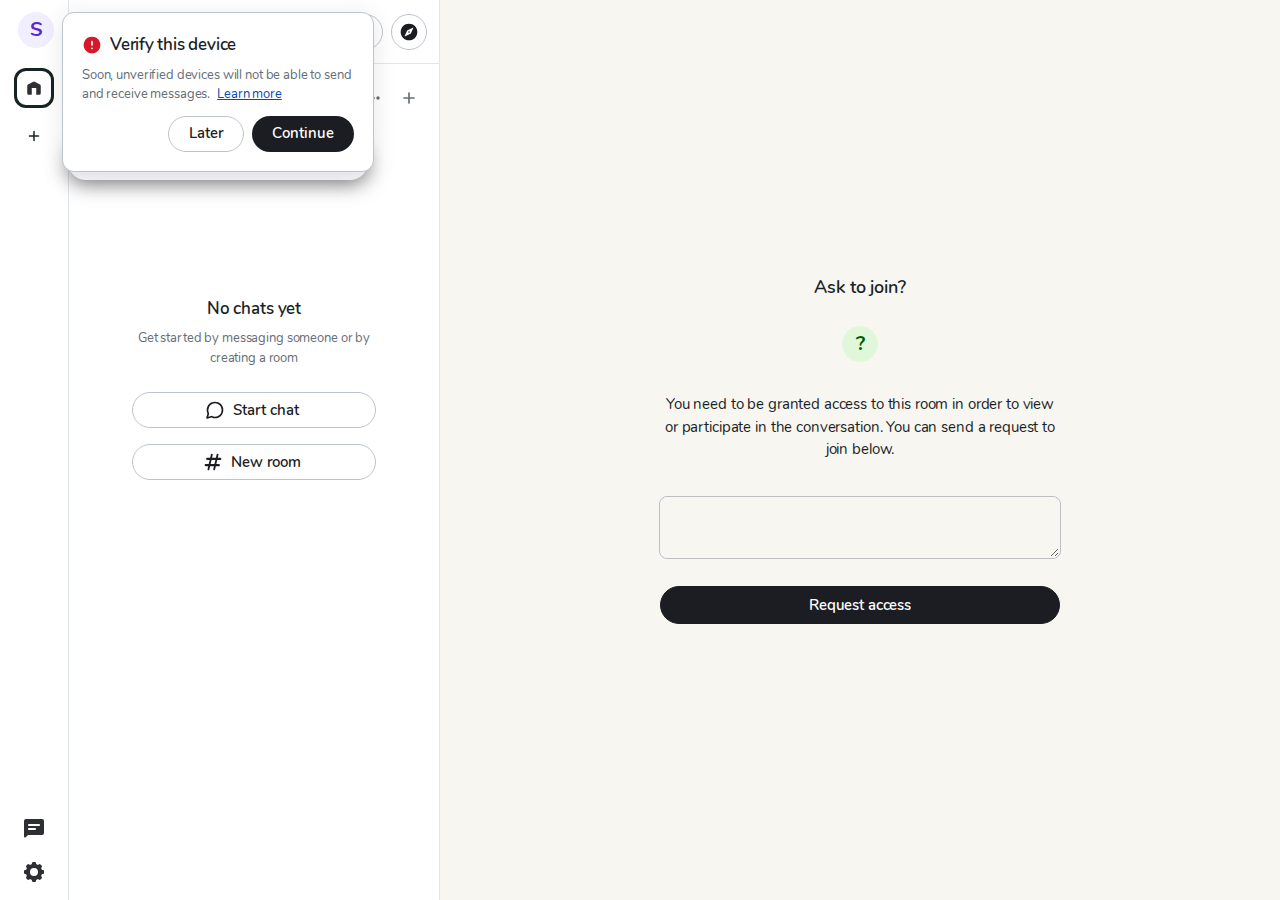 S
Verify this device
Soon, unverified devices will not be able to send
and receive messages. Learn more
Later
Continue
No chats yet
Get started by messaging someone or by
creating a room
Start chat
New room
Ask to join?
?
You need to be granted access to this room in order to view
or participate in the conversation. You can send a request to
join below.
Request access